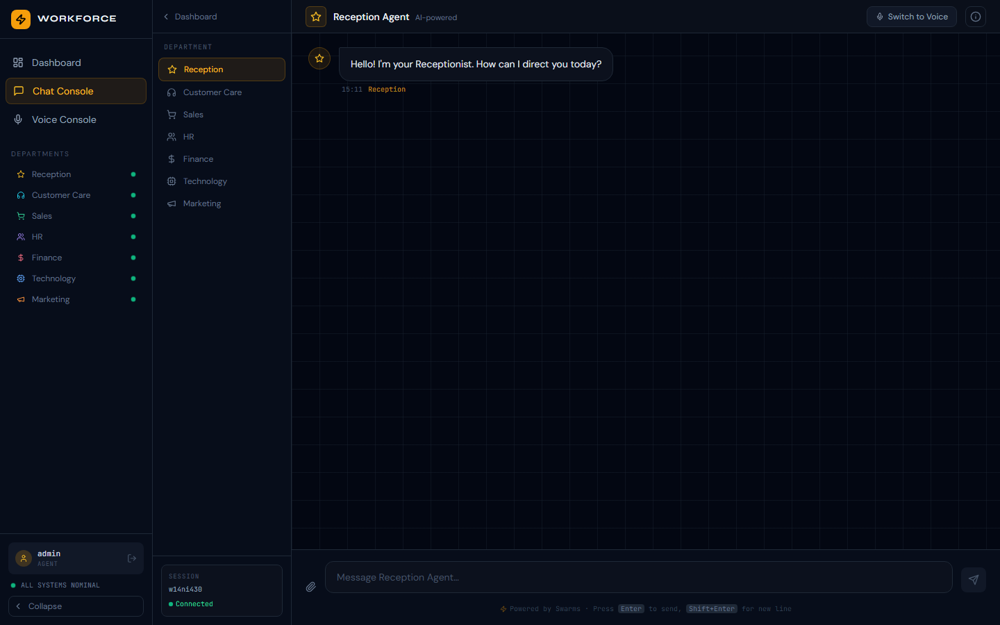 WORKFORCE
Dashboard
Chat Console
Voice Console
DEPARTMENTS
Reception
Customer Care
Sales
HR
Finance
Technology
Marketing
admin
AGENT
ALL SYSTEMS NOMINAL
Collapse
Dashboard
DEPARTMENT
Reception
Customer Care
Sales
HR
Finance
Technology
Marketing
SESSION
w14ni430
Connected
Reception Agent AI-powered
Switch to Voice
Hello! I'm your Receptionist. How can I direct you today?
15:11 Reception
Message Reception Agent...
Powered by Swarms · Press Enter to send, Shift+Enter for new line